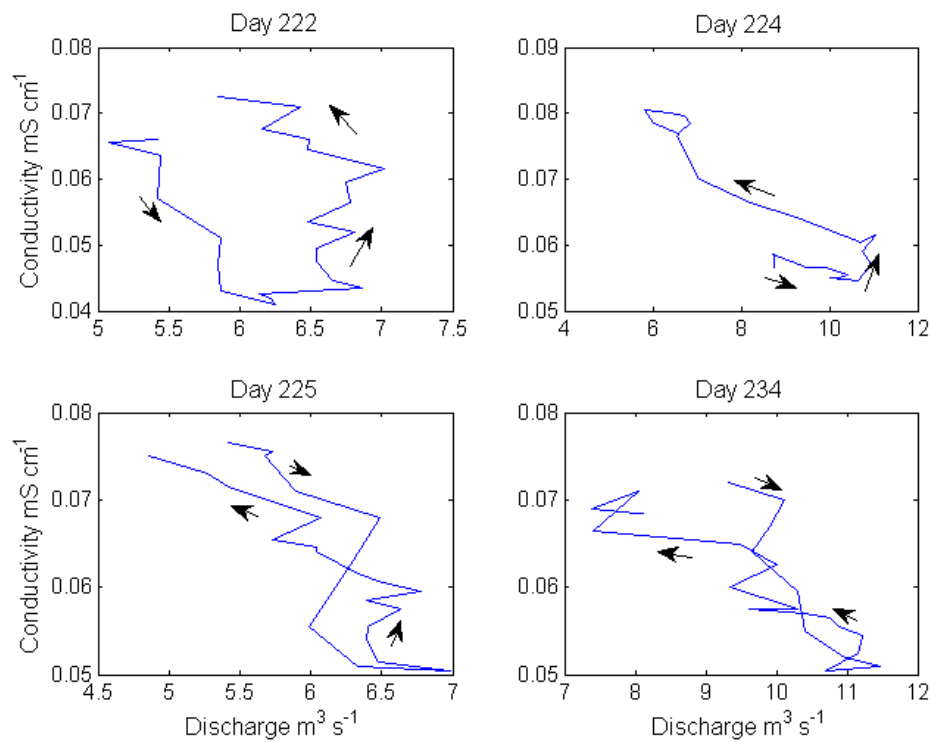 Day 222
Conductivity mS cm⁻¹
0.08
0.07
0.06
0.05
0.04
5 5.5 6 6.5 7 7.5
Day 224
0.09
0.08
0.07
0.06
0.05
4 6 8 10 12
Day 225
Conductivity mS cm⁻¹
0.08
0.07
0.06
0.05
4.5 5 5.5 6 6.5 7
Discharge m³ s⁻¹
Day 234
0.08
0.07
0.06
0.05
7 8 9 10 11 12
Discharge m³ s⁻¹